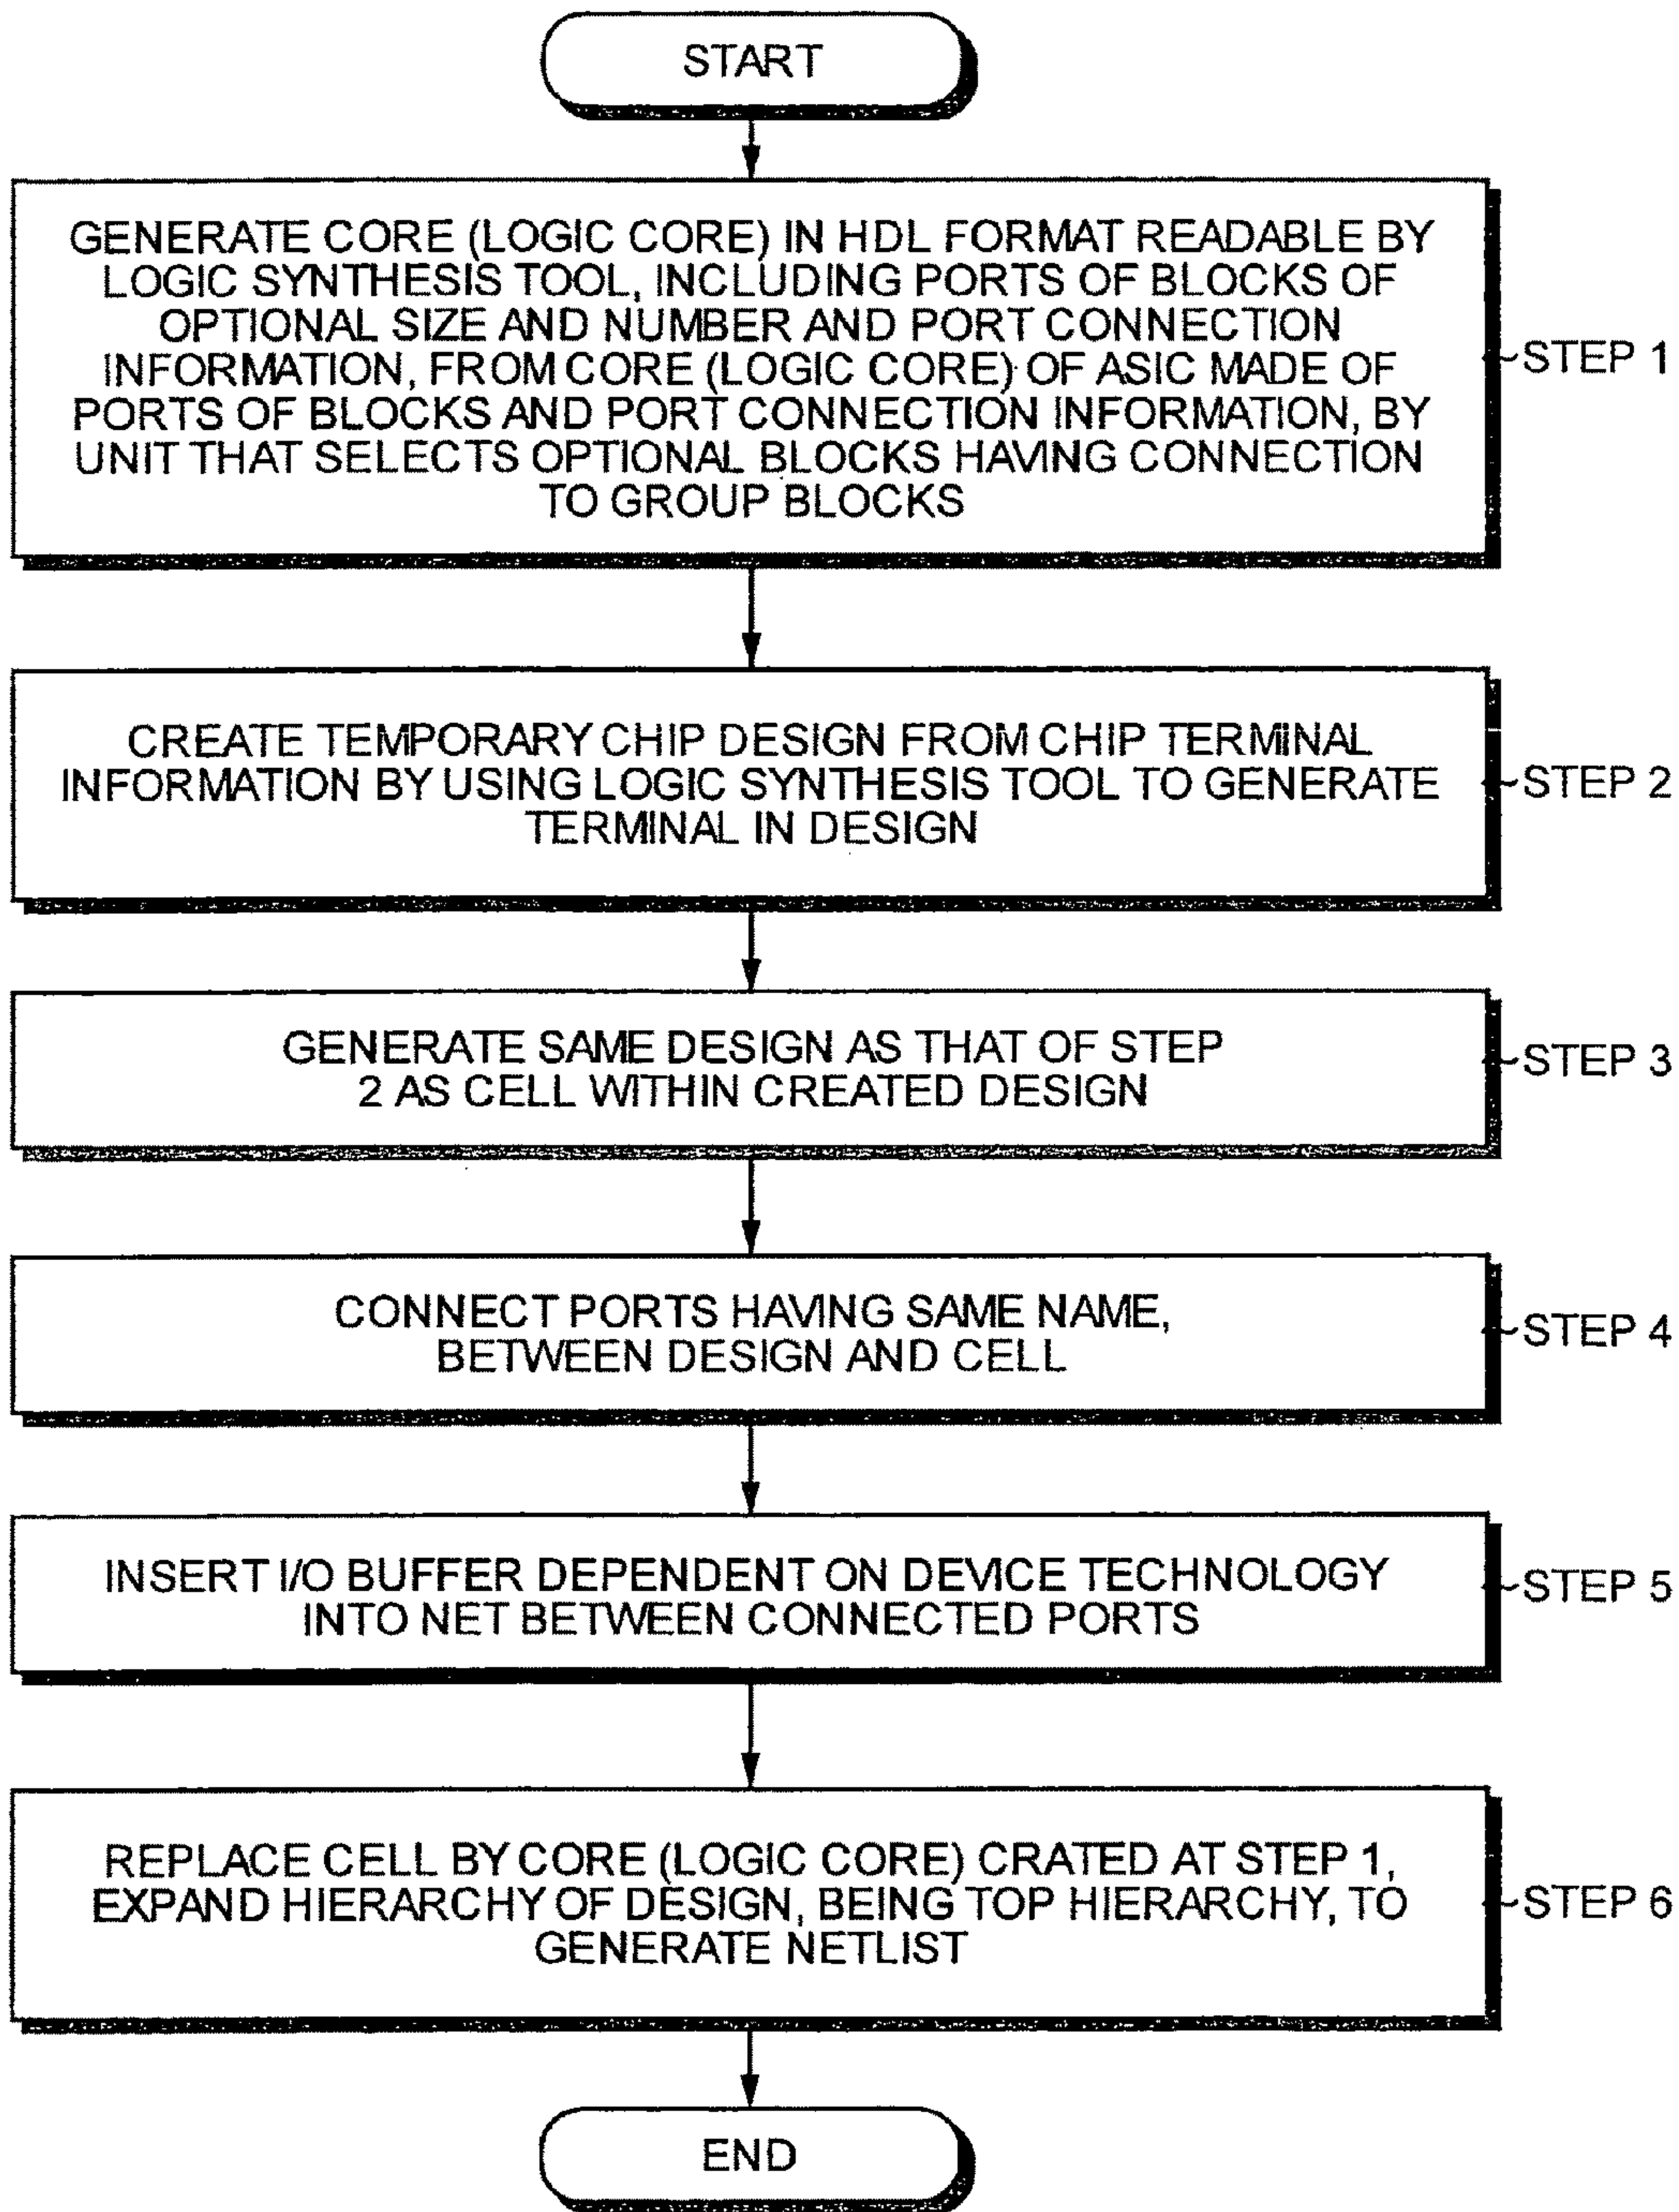 START
GENERATE CORE (LOGIC CORE) IN HDL FORMAT READABLE BY
LOGIC SYNTHESIS TOOL, INCLUDING PORTS OF BLOCKS OF
OPTIONAL SIZE AND NUMBER AND PORT CONNECTION
INFORMATION, FROM CORE (LOGIC CORE) OF ASIC MADE OF
PORTS OF BLOCKS AND PORT CONNECTION INFORMATION, BY
UNIT THAT SELECTS OPTIONAL BLOCKS HAVING CONNECTION
TO GROUP BLOCKS
STEP 1
CREATE TEMPORARY CHIP DESIGN FROM CHIP TERMINAL
INFORMATION BY USING LOGIC SYNTHESIS TOOL TO GENERATE
TERMINAL IN DESIGN
STEP 2
GENERATE SAME DESIGN AS THAT OF STEP
2 AS CELL WITHIN CREATED DESIGN
STEP 3
CONNECT PORTS HAVING SAME NAME,
BETWEEN DESIGN AND CELL
STEP 4
INSERT I/O BUFFER DEPENDENT ON DEVICE TECHNOLOGY
INTO NET BETWEEN CONNECTED PORTS
STEP 5
REPLACE CELL BY CORE (LOGIC CORE) CRATED AT STEP 1,
EXPAND HIERARCHY OF DESIGN, BEING TOP HIERARCHY, TO
GENERATE NETLIST
STEP 6
END